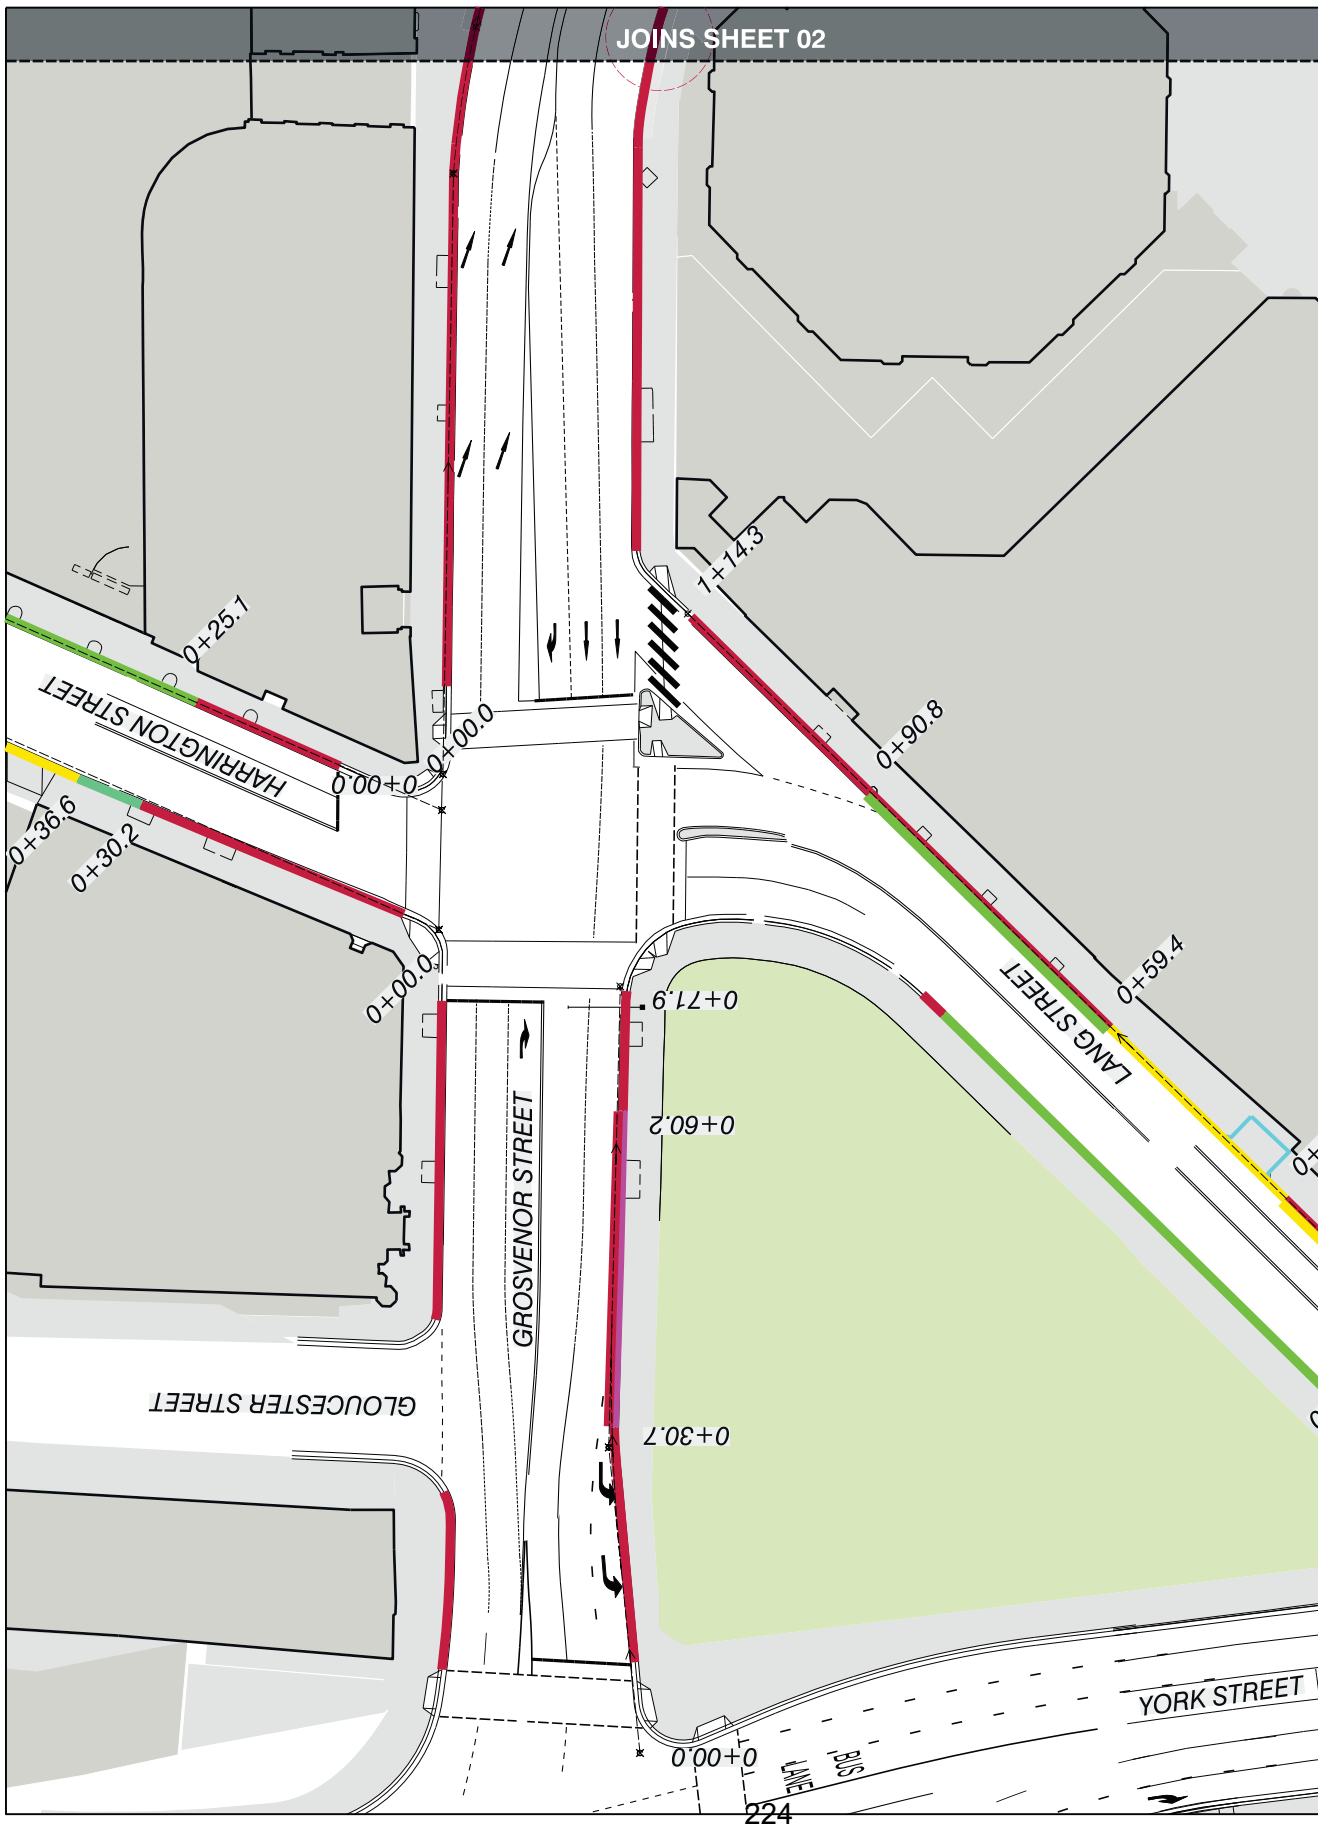 JOINS SHEET 02
1+14.3
0+25.1
HARRINGTON STREET
0+00.0
0+00.0
0+90.8
0+36.6
0+30.2
0+00.0
0+71.9
LANG STREET
0+59.4
0+60.2
GROSVENOR STREET
GLOUCESTER STREET
0+30.7
YORK STREET
0+00.0
BUS
LANE
224